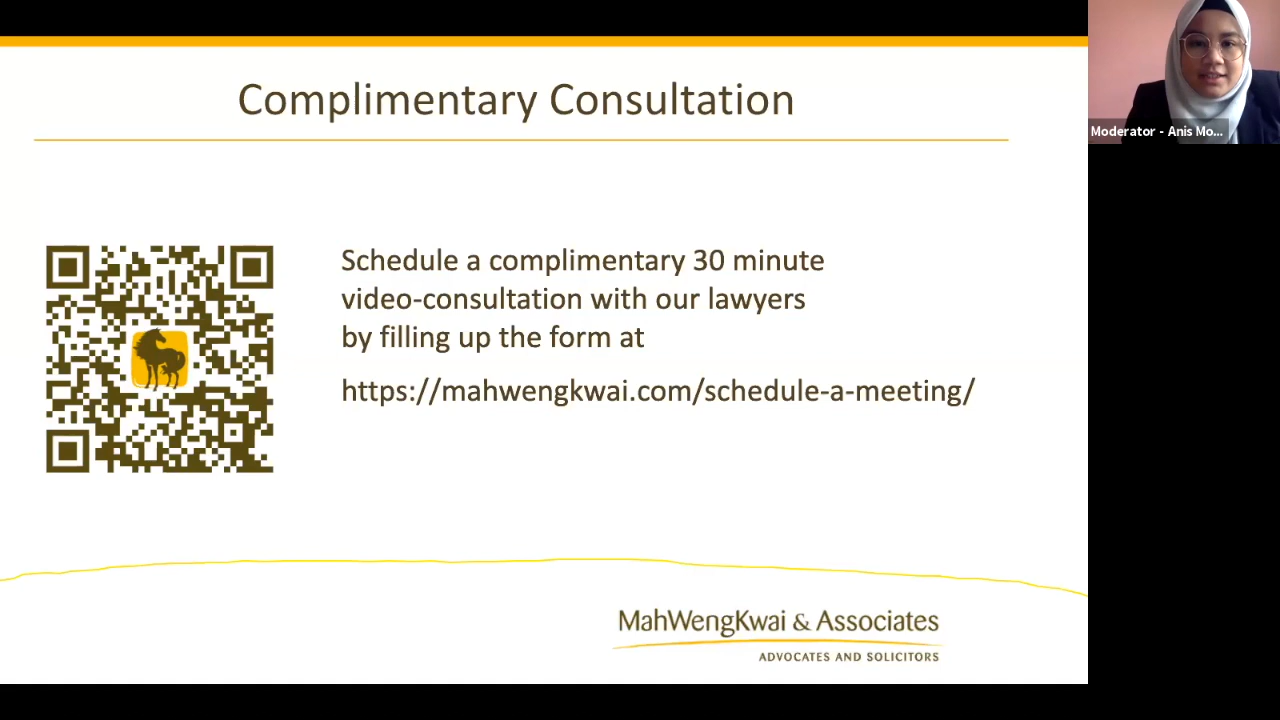 Complimentary Consultation
Schedule a complimentary 30 minute
video-consultation with our lawyers
by filling up the form at
https://mahwengkwai.com/schedule-a-meeting/
MahWengKwai & Associates
ADVOCATES AND SOLICITORS
Moderator - Anis Mo...